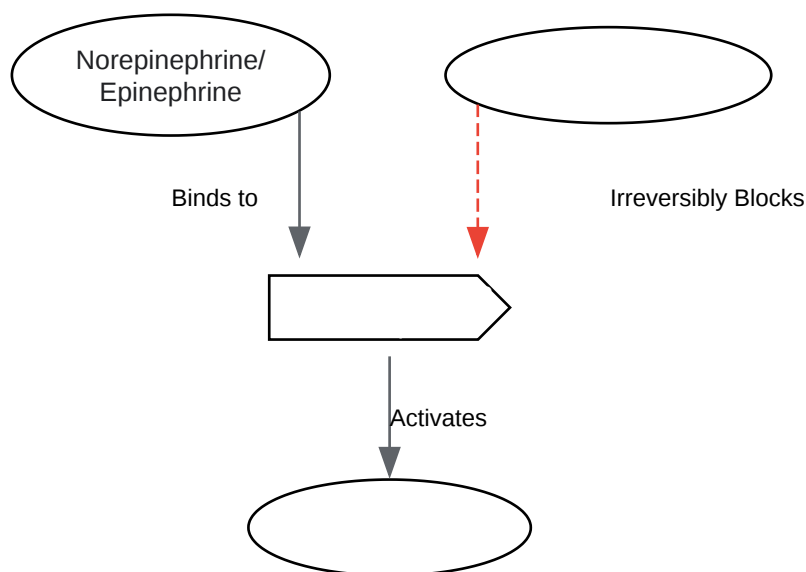 Norepinephrine/
Epinephrine
Binds to
Irreversibly Blocks
Activates